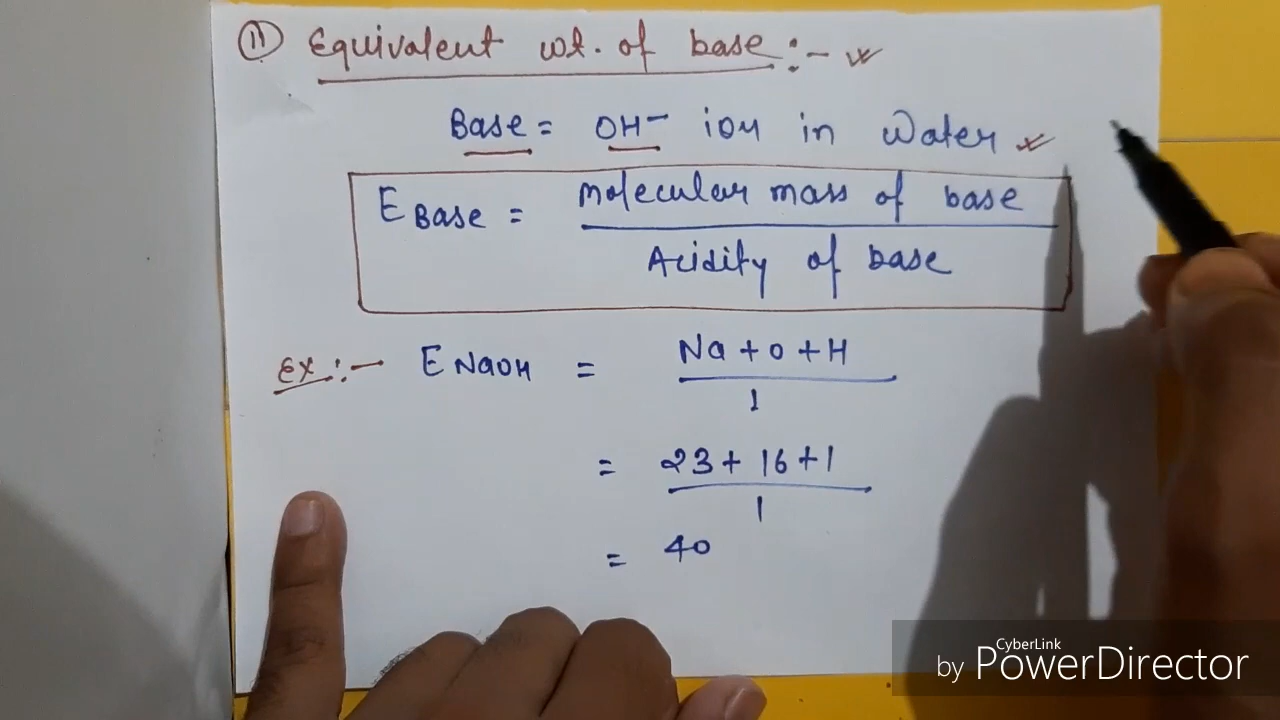 11 Equivalent wt. of base :-
Base = OH- ion in water
E Base = molecular mass of base
Acidity of base
Ex :- E NaOH = Na + O + H
1
= 23 + 16 + 1
1
= 40
CyberLink
by PowerDirector